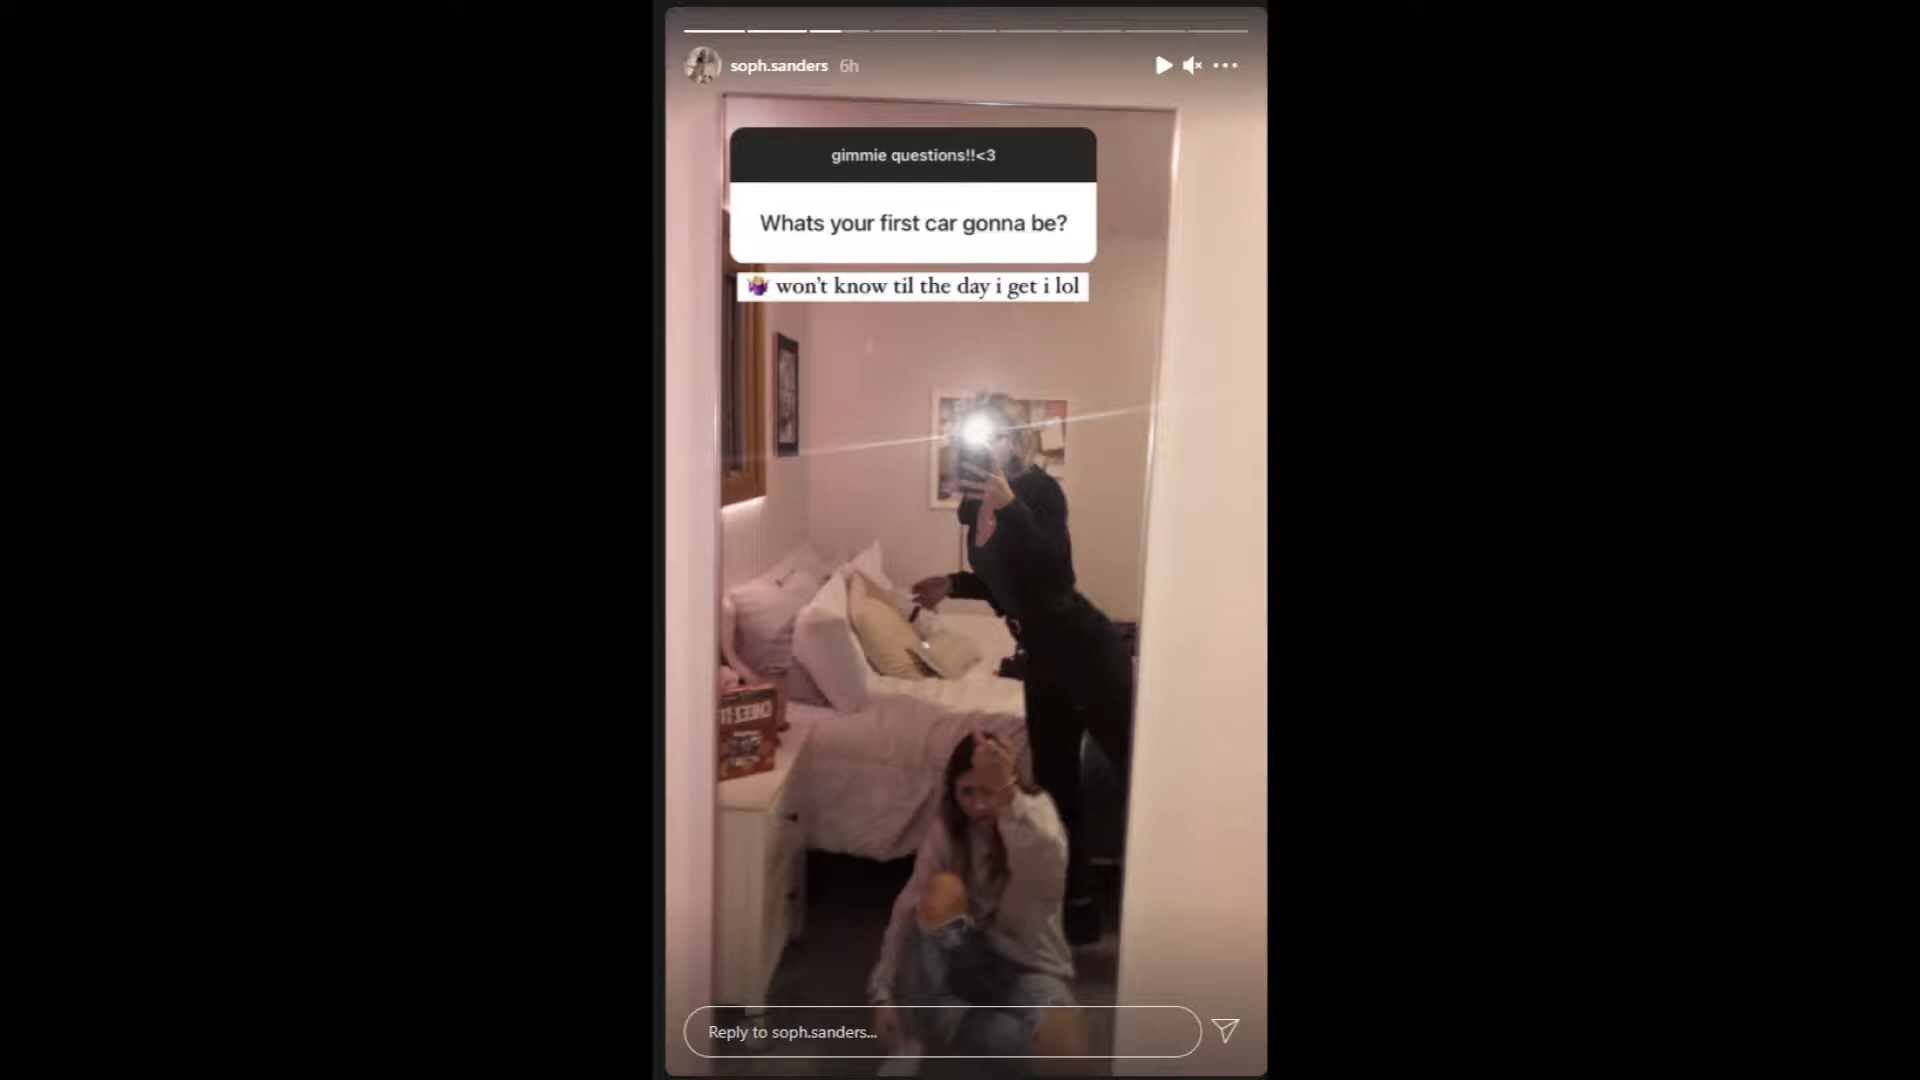 soph.sanders 6h
gimmie questions!!<3
Whats your first car gonna be?
🤷‍♀️ won't know til the day i get i lol
CHEEZ IT
Reply to soph.sanders...